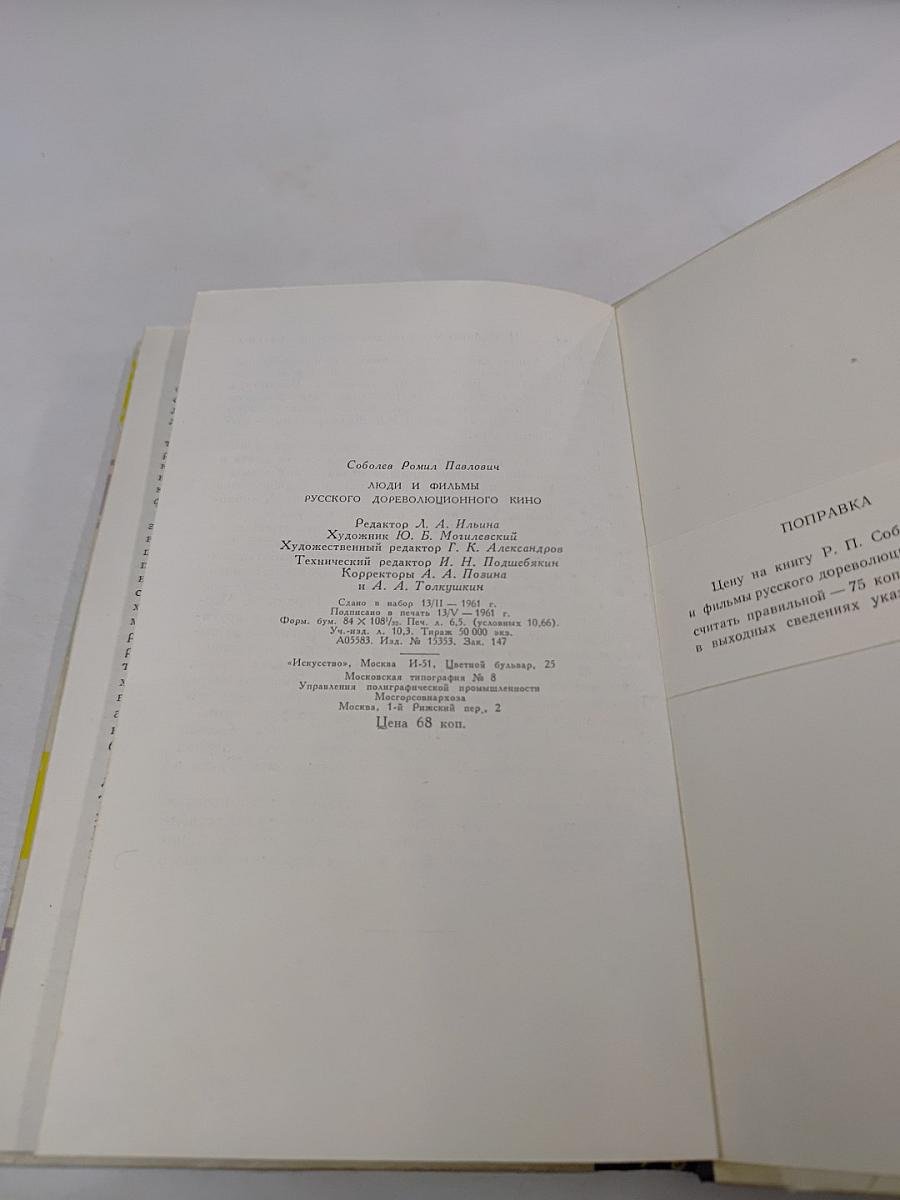 Соболев Ромил Павлович
ЛЮДИ И ФИЛЬМЫ
РУССКОГО ДОРЕВОЛЮЦИОННОГО КИНО
Редактор Л. А. Ильина
Художник Ю. Б. Могилевский
Художественный редактор Г. К. Александров
Технический редактор И. Н. Подшебякин
Корректоры А. А. Позина
и А. А. Толкушкин
Сдано в набор 13/II — 1961 г.
Подписано в печать 13/V — 1961 г.
Форм. бум. 84 × 108¹/₃₂. Печ. л. 6,5. (условных 10,66).
Уч.-изд. л. 10,3. Тираж 50 000 экз.
А05583. Изд. № 15353. Зак. 147
«Искусство», Москва И-51, Цветной бульвар, 25
Московская типография № 8
Управления полиграфической промышленности
Мосгорсовнархоза
Москва, 1-й Рижский пер., 2
Цена 68 коп.
ПОПРАВКА
Цену на книгу Р. П. Соб
и фильмы русского дореволюц
считать правильной — 75 коп
в выходных сведениях указ